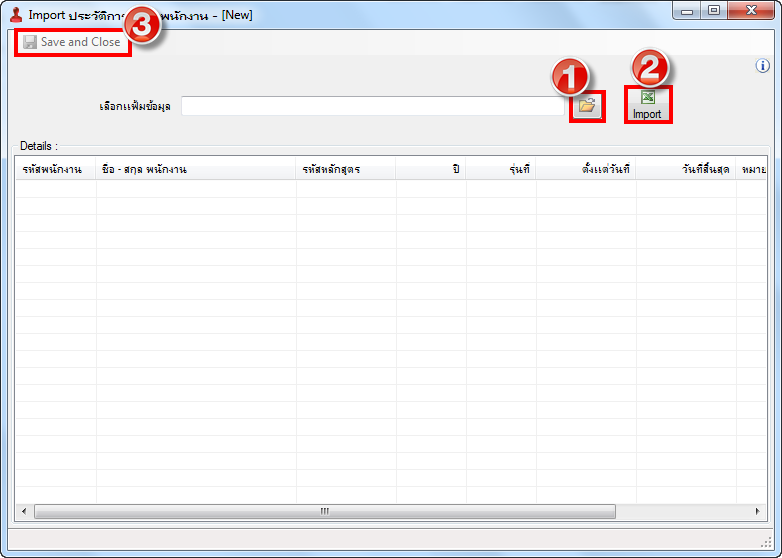 Import ประวัติการ พนักงาน - [New]
3
Save and Close
1
2
เลือกแฟ้มข้อมูล
Import
Details :
รหัสพนักงาน ชื่อ - สกุล พนักงาน รหัสหลักสูตร ปี รุ่นที่ ตั้งแต่วันที่ วันที่สิ้นสุด หมาย